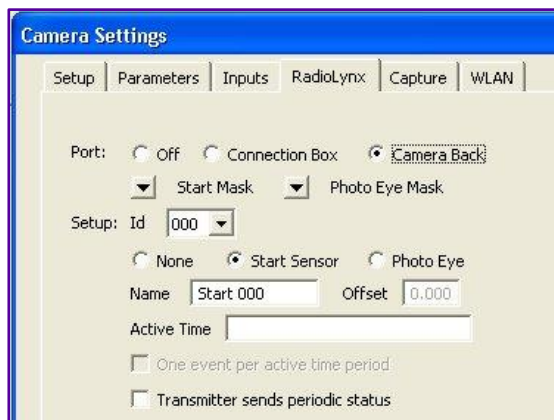 Camera Settings
Setup Parameters Inputs RadioLynx Capture WLAN
Port: Off Connection Box Camera Back
Start Mask Photo Eye Mask
Setup: Id 000
None Start Sensor Photo Eye
Name Start 000 Offset 0.000
Active Time
One event per active time period
Transmitter sends periodic status